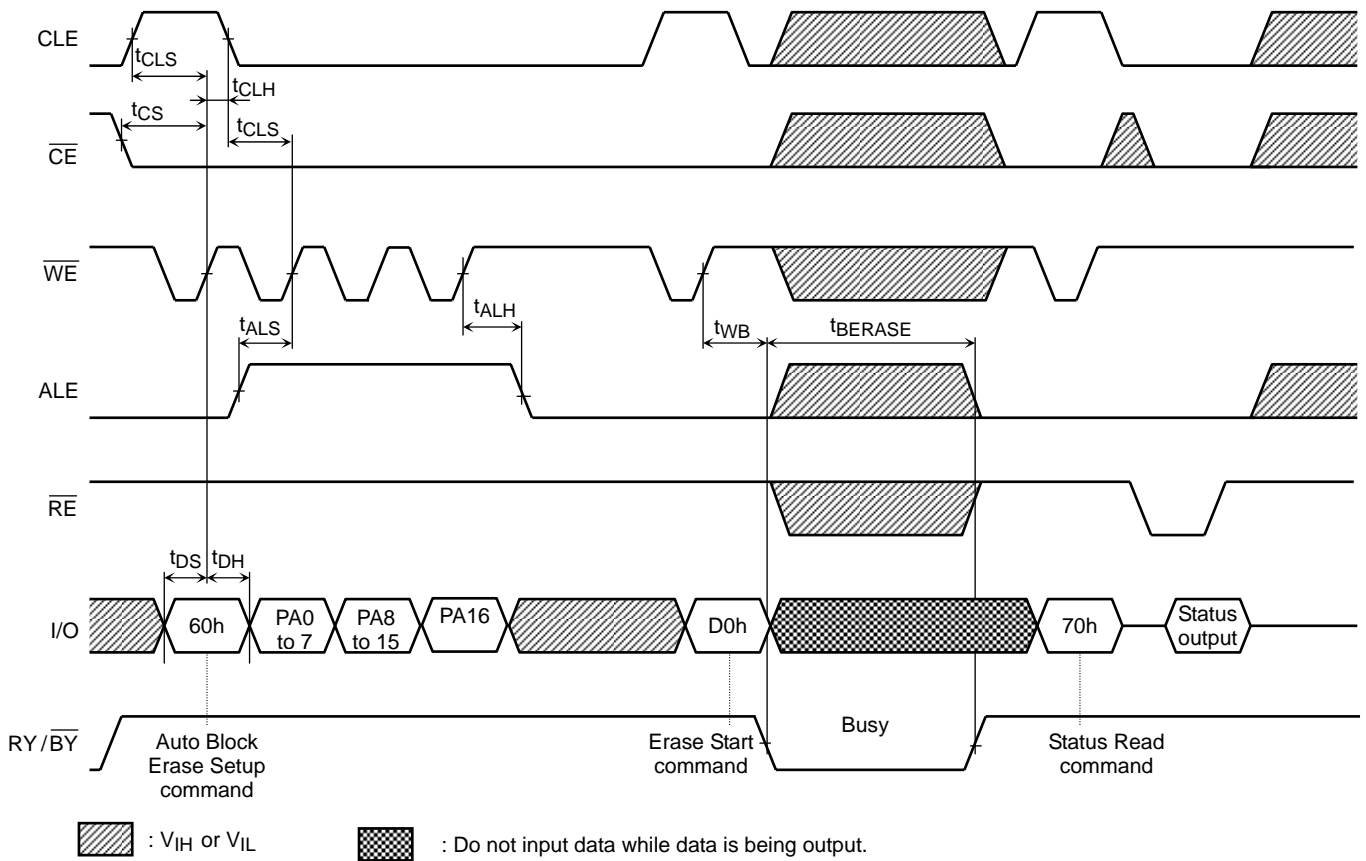 CLE
tCLS
tCLH
tCS
tCLS
CE
WE
tALS
tALH
tWB
tBERASE
ALE
RE
tDS
tDH
I/O
60h
PA0
to 7
PA8
to 15
PA16
D0h
70h
Status
output
RY/BY
Busy
Auto Block
Erase Setup
command
Erase Start
command
Status Read
command
: VIH or VIL
: Do not input data while data is being output.